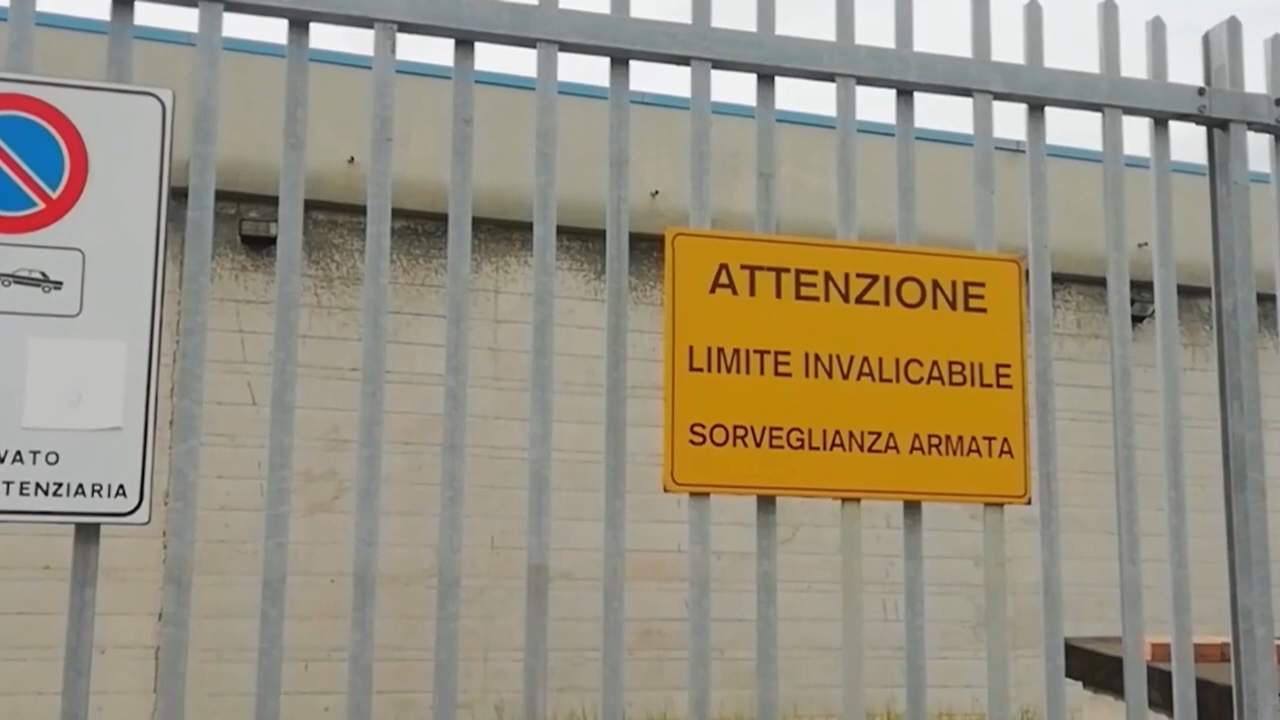 ATTENZIONE
LIMITE INVALICABILE
SORVEGLIANZA ARMATA
VATO
TENZIARIA